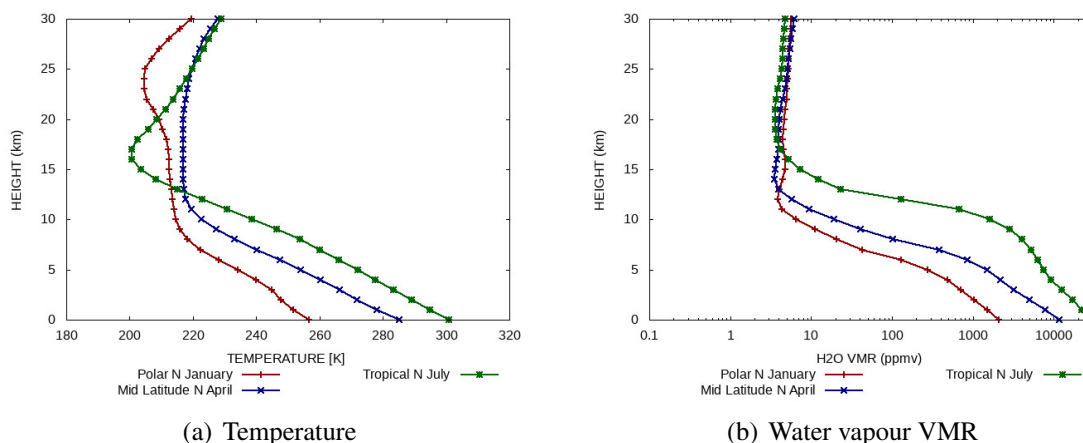 30
25
20
15
10
5
0
HEIGHT (km)
180 200 220 240 260 280 300 320
TEMPERATURE [K]
Polar N January
Mid Latitude N April
Tropical N July
(a) Temperature
30
25
20
15
10
5
0
HEIGHT (km)
0.1 1 10 100 1000 10000
H2O VMR (ppmv)
Polar N January
Mid Latitude N April
Tropical N July
(b) Water vapour VMR